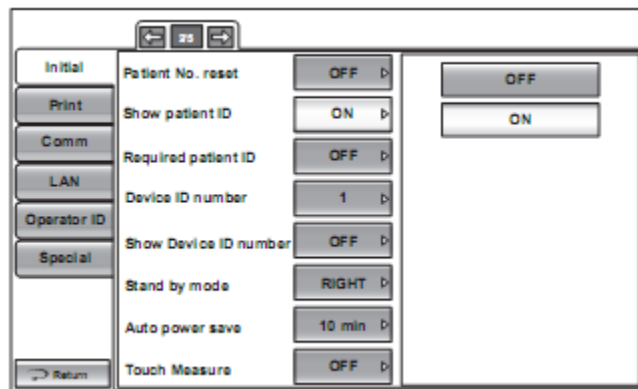 2/5
Initial
Print
Comm
LAN
Operator ID
Special
Return
Patient No. reset OFF
Show patient ID ON
Required patient ID OFF
Device ID number 1
Show Device ID number OFF
Stand by mode RIGHT
Auto power save 10 min
Touch Measure OFF
OFF
ON